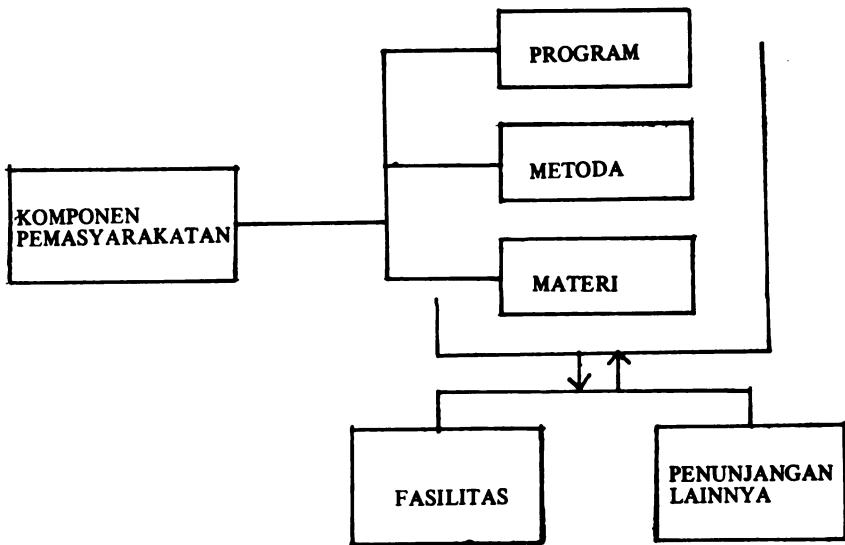 PROGRAM
METODA
KOMPONEN
PEMASYARAKATAN
MATERI
FASILITAS
PENUNJANGAN
LAINNYA